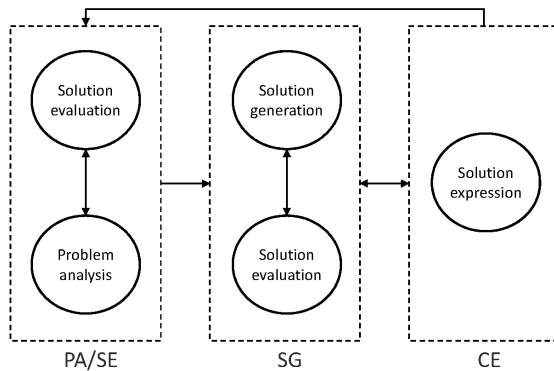 Solution
evaluation
Problem
analysis
PA/SE
Solution
generation
Solution
evaluation
SG
Solution
expression
CE